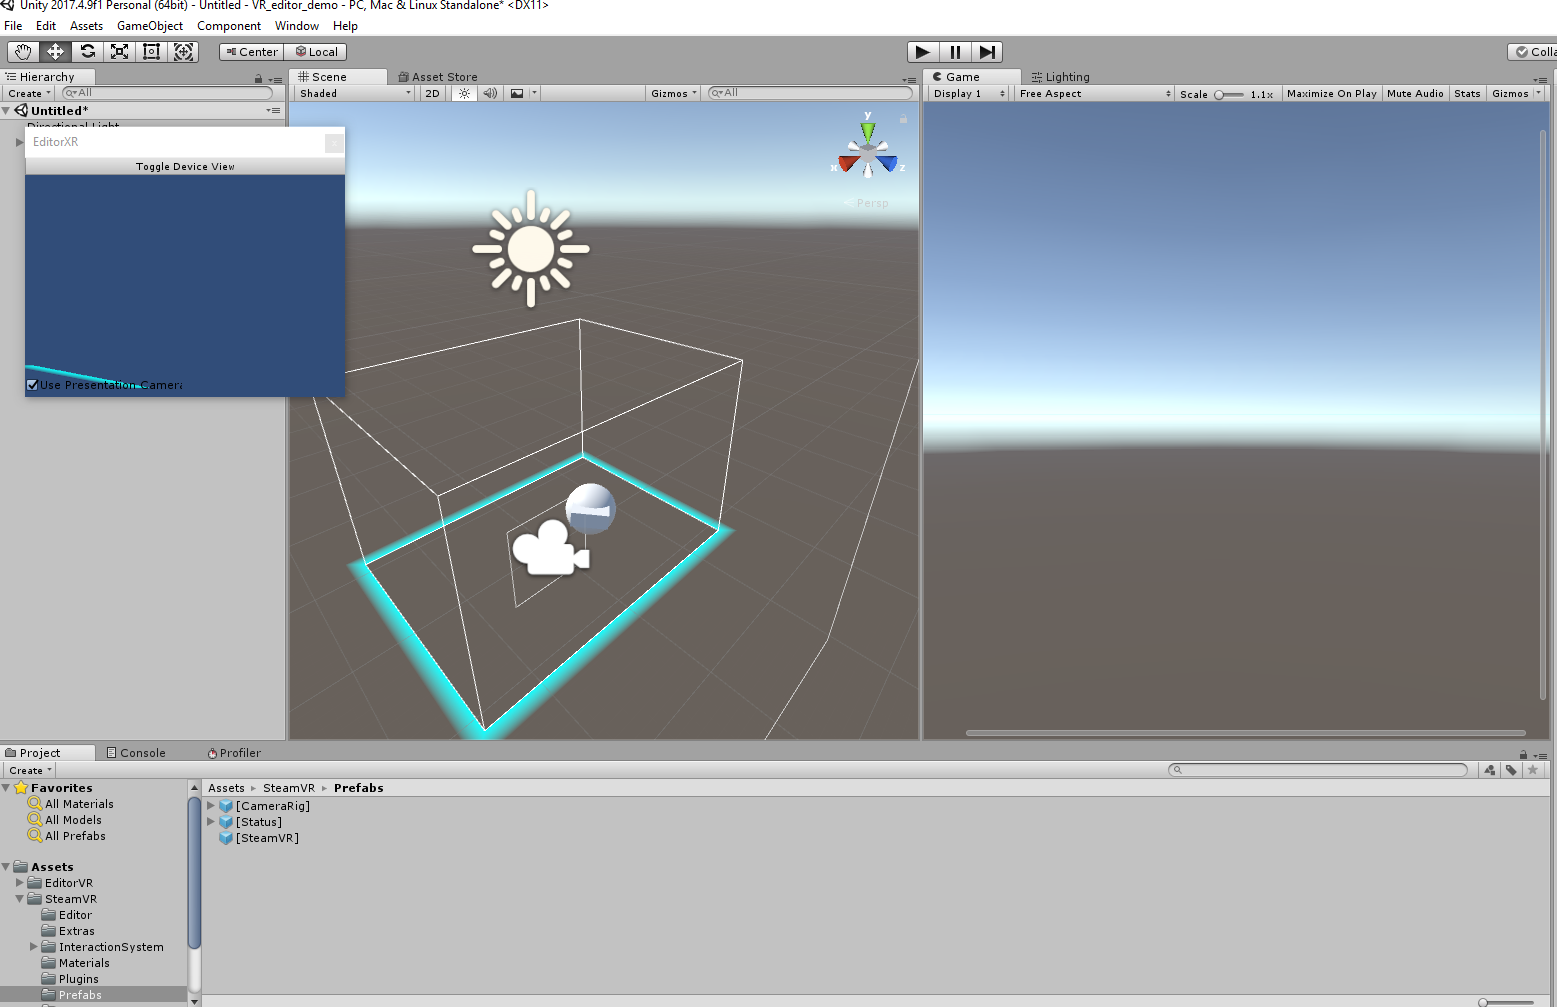 Unity 2017.4.9f1 Personal (64bit) - Untitled - VR_editor_demo - PC, Mac & Linux Standalone* <DX11>
File Edit Assets GameObject Component Window Help
Center Local Colla
Hierarchy
Create All
Untitled*
Directional Light
EditorXR
Toggle Device View
Use Presentation Camera
Scene Asset Store
Shaded 2D Gizmos All
y
x z
Persp
Game Lighting
Display 1 Free Aspect Scale 1.1x Maximize On Play Mute Audio Stats Gizmos
Project Console Profiler
Create
Favorites
All Materials
All Models
All Prefabs
Assets
EditorVR
SteamVR
Editor
Extras
InteractionSystem
Materials
Plugins
Prefabs
Assets SteamVR Prefabs
[CameraRig]
[Status]
[SteamVR]